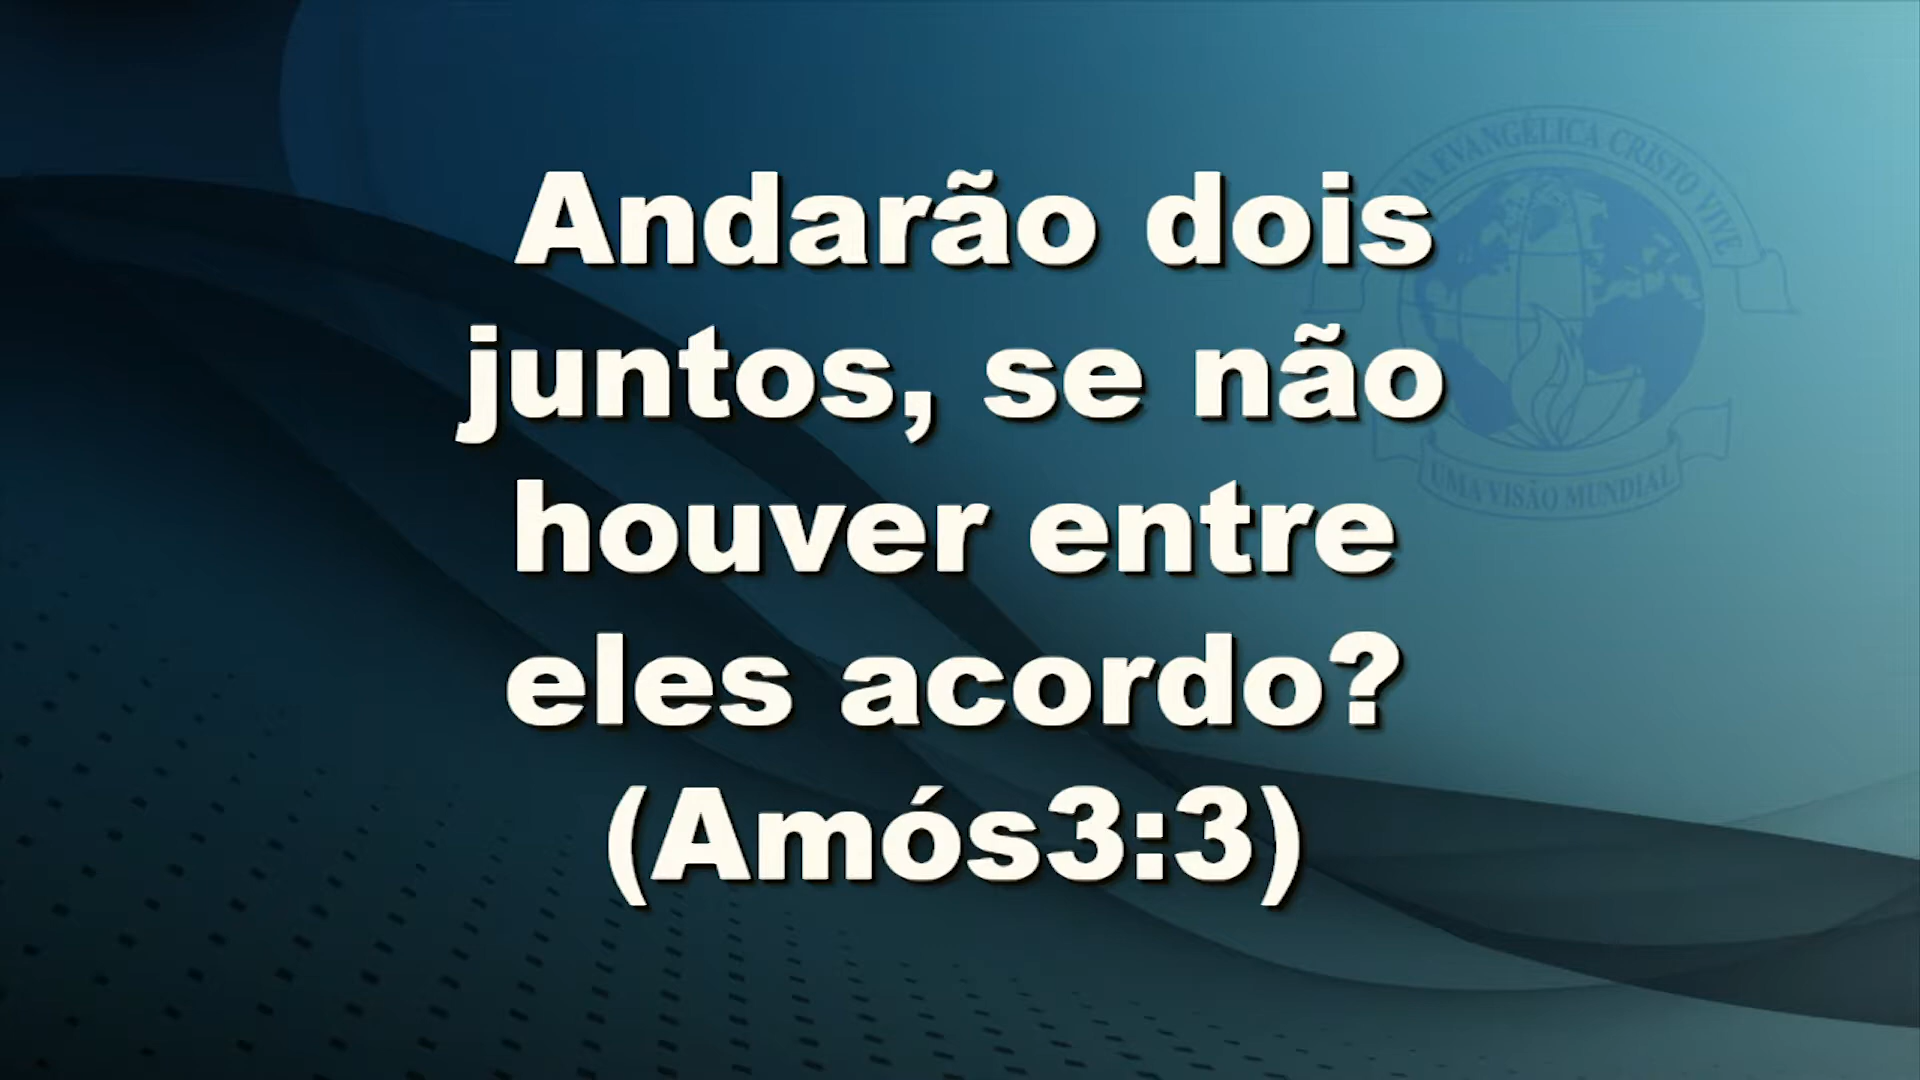 Andarão dois
juntos, se não
houver entre
eles acordo?
(Amós3:3)
EVANGÉLICA CRISTO VIVE
UMA VISÃO MUNDIAL